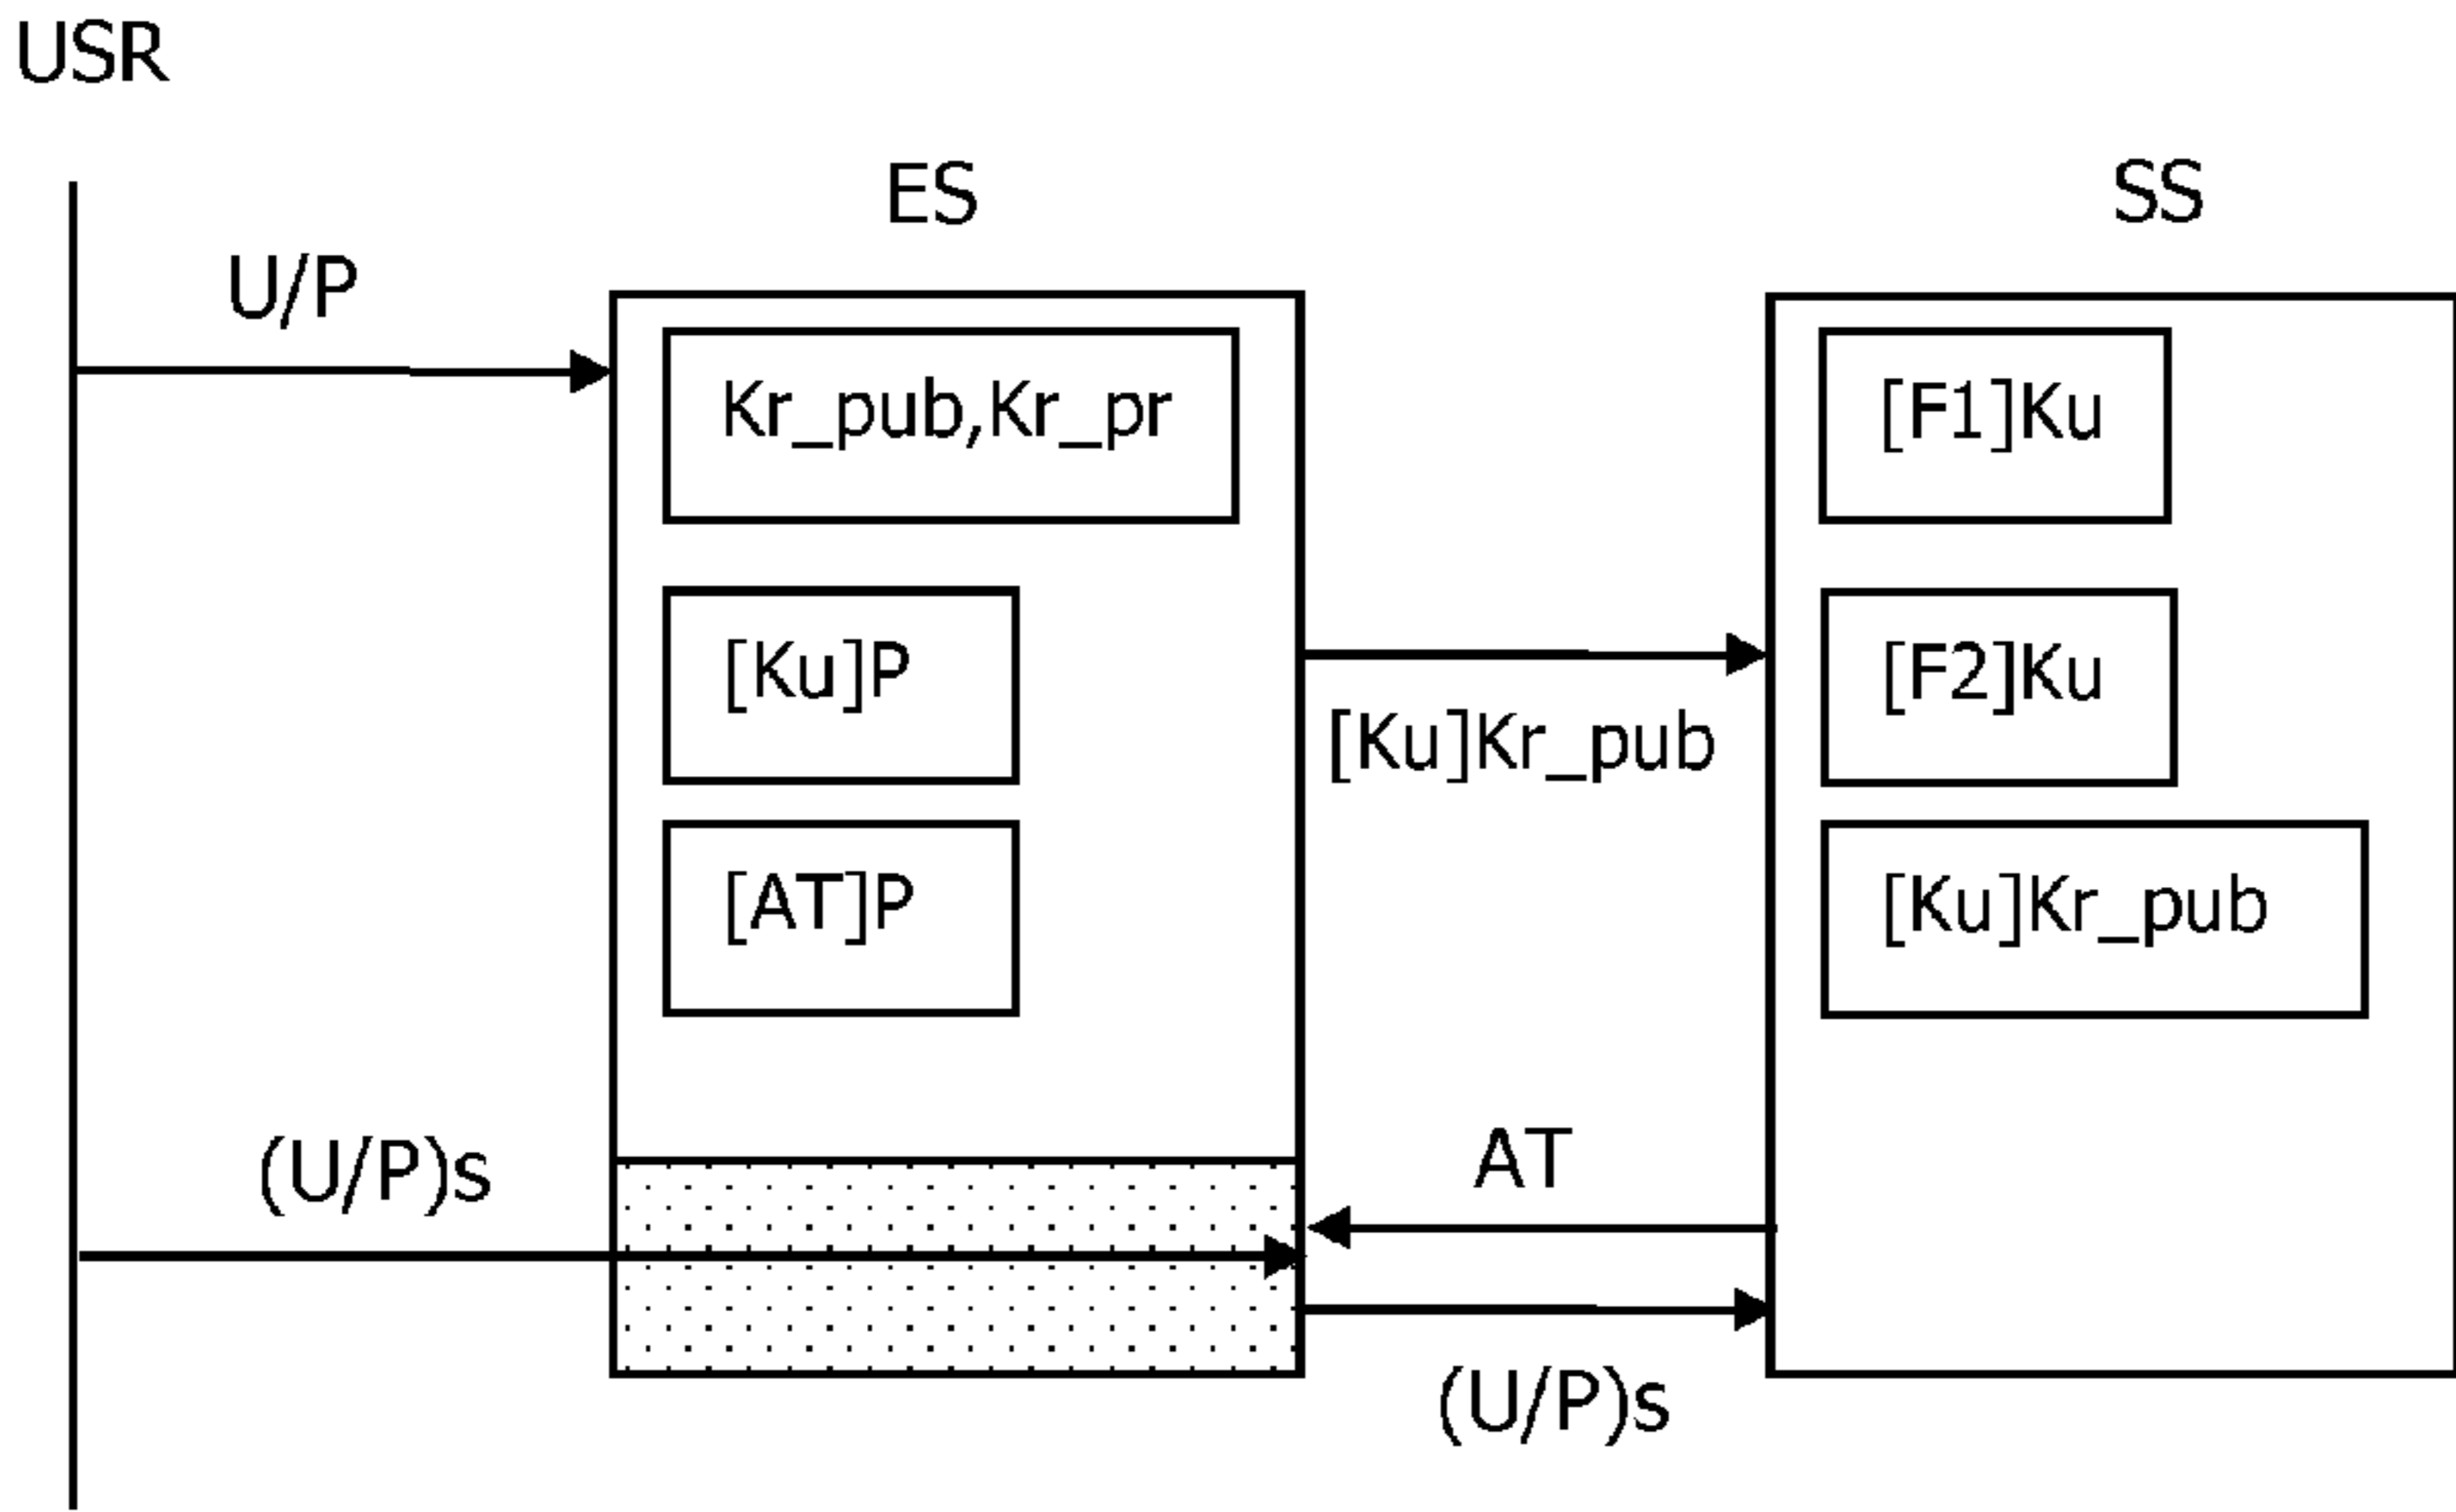 USR
ES
SS
U/P
Kr_pub,Kr_pr
[F1]Ku
[Ku]P
[F2]Ku
[Ku]Kr_pub
[AT]P
[Ku]Kr_pub
(U/P)s
AT
(U/P)s